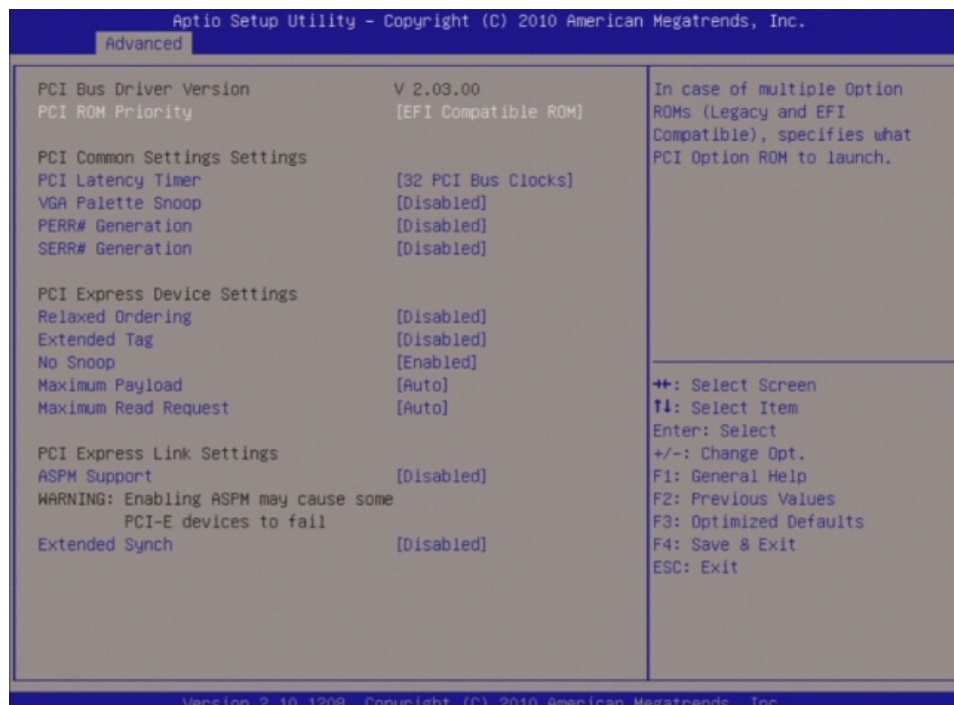 Aptio Setup Utility – Copyright (C) 2010 American Megatrends, Inc.
Advanced
PCI Bus Driver Version V 2.03.00
PCI ROM Priority [EFI Compatible ROM]
PCI Common Settings Settings
PCI Latency Timer [32 PCI Bus Clocks]
VGA Palette Snoop [Disabled]
PERR# Generation [Disabled]
SERR# Generation [Disabled]
PCI Express Device Settings
Relaxed Ordering [Disabled]
Extended Tag [Disabled]
No Snoop [Enabled]
Maximum Payload [Auto]
Maximum Read Request [Auto]
PCI Express Link Settings
ASPM Support [Disabled]
WARNING: Enabling ASPM may cause some
PCI-E devices to fail
Extended Synch [Disabled]
In case of multiple Option
ROMs (Legacy and EFI
Compatible), specifies what
PCI Option ROM to launch.
→←: Select Screen
↑↓: Select Item
Enter: Select
+/-: Change Opt.
F1: General Help
F2: Previous Values
F3: Optimized Defaults
F4: Save & Exit
ESC: Exit
Version 2.10.1208. Copyright (C) 2010 American Megatrends, Inc.